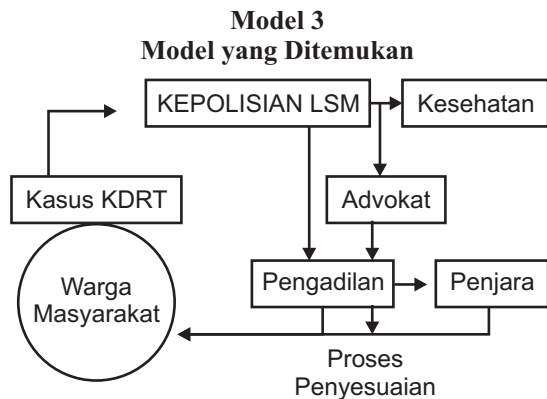 Model 3
Model yang Ditemukan
KEPOLISIAN LSM
Kesehatan
Kasus KDRT
Advokat
Warga
Masyarakat
Pengadilan
Penjara
Proses
Penyesuaian